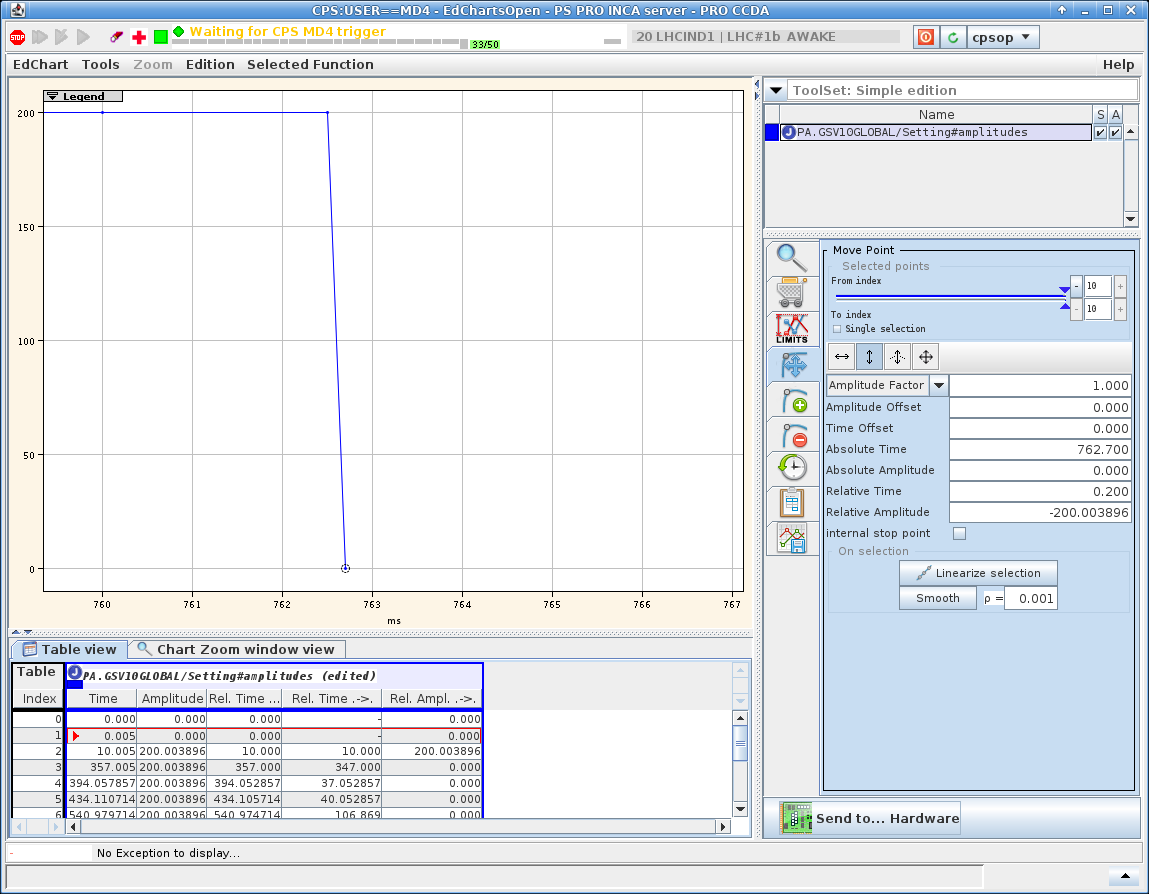 CPS:USER==MD4 - EdChartsOpen - PS PRO INCA server - PRO CCDA
STOP
Waiting for CPS MD4 trigger
33/50
20 LHCIND1 | LHC#1b AWAKE
cpsop
EdChart Tools Zoom Edition Selected Function Help
Legend
200
150
100
50
0
760 761 762 763 764 765 766 767
ms
ToolSet: Simple edition
Name S A
J PA.GSV10GLOBAL/Setting#amplitudes
LIMITS
Move Point
Selected points
From index
- 10 +
To index
- 10 +
Single selection
Amplitude Factor 1.000
Amplitude Offset 0.000
Time Offset 0.000
Absolute Time 762.700
Absolute Amplitude 0.000
Relative Time 0.200
Relative Amplitude -200.003896
internal stop point
On selection
Linearize selection
Smooth ρ = 0.001
Send to... Hardware
Table view Chart Zoom window view
Table J PA.GSV10GLOBAL/Setting#amplitudes (edited)
Index Time Amplitude Rel. Time ... Rel. Time .->. Rel. Ampl. .->.
0 0.000 0.000 0.000 - 0.000
1 0.005 0.000 0.000 - 0.000
2 10.005 200.003896 10.000 10.000 200.003896
3 357.005 200.003896 357.000 347.000 0.000
4 394.057857 200.003896 394.052857 37.052857 0.000
5 434.110714 200.003896 434.105714 40.052857 0.000
6 540.979714 200.003896 540.974714 106.869 0.000
- No Exception to display...